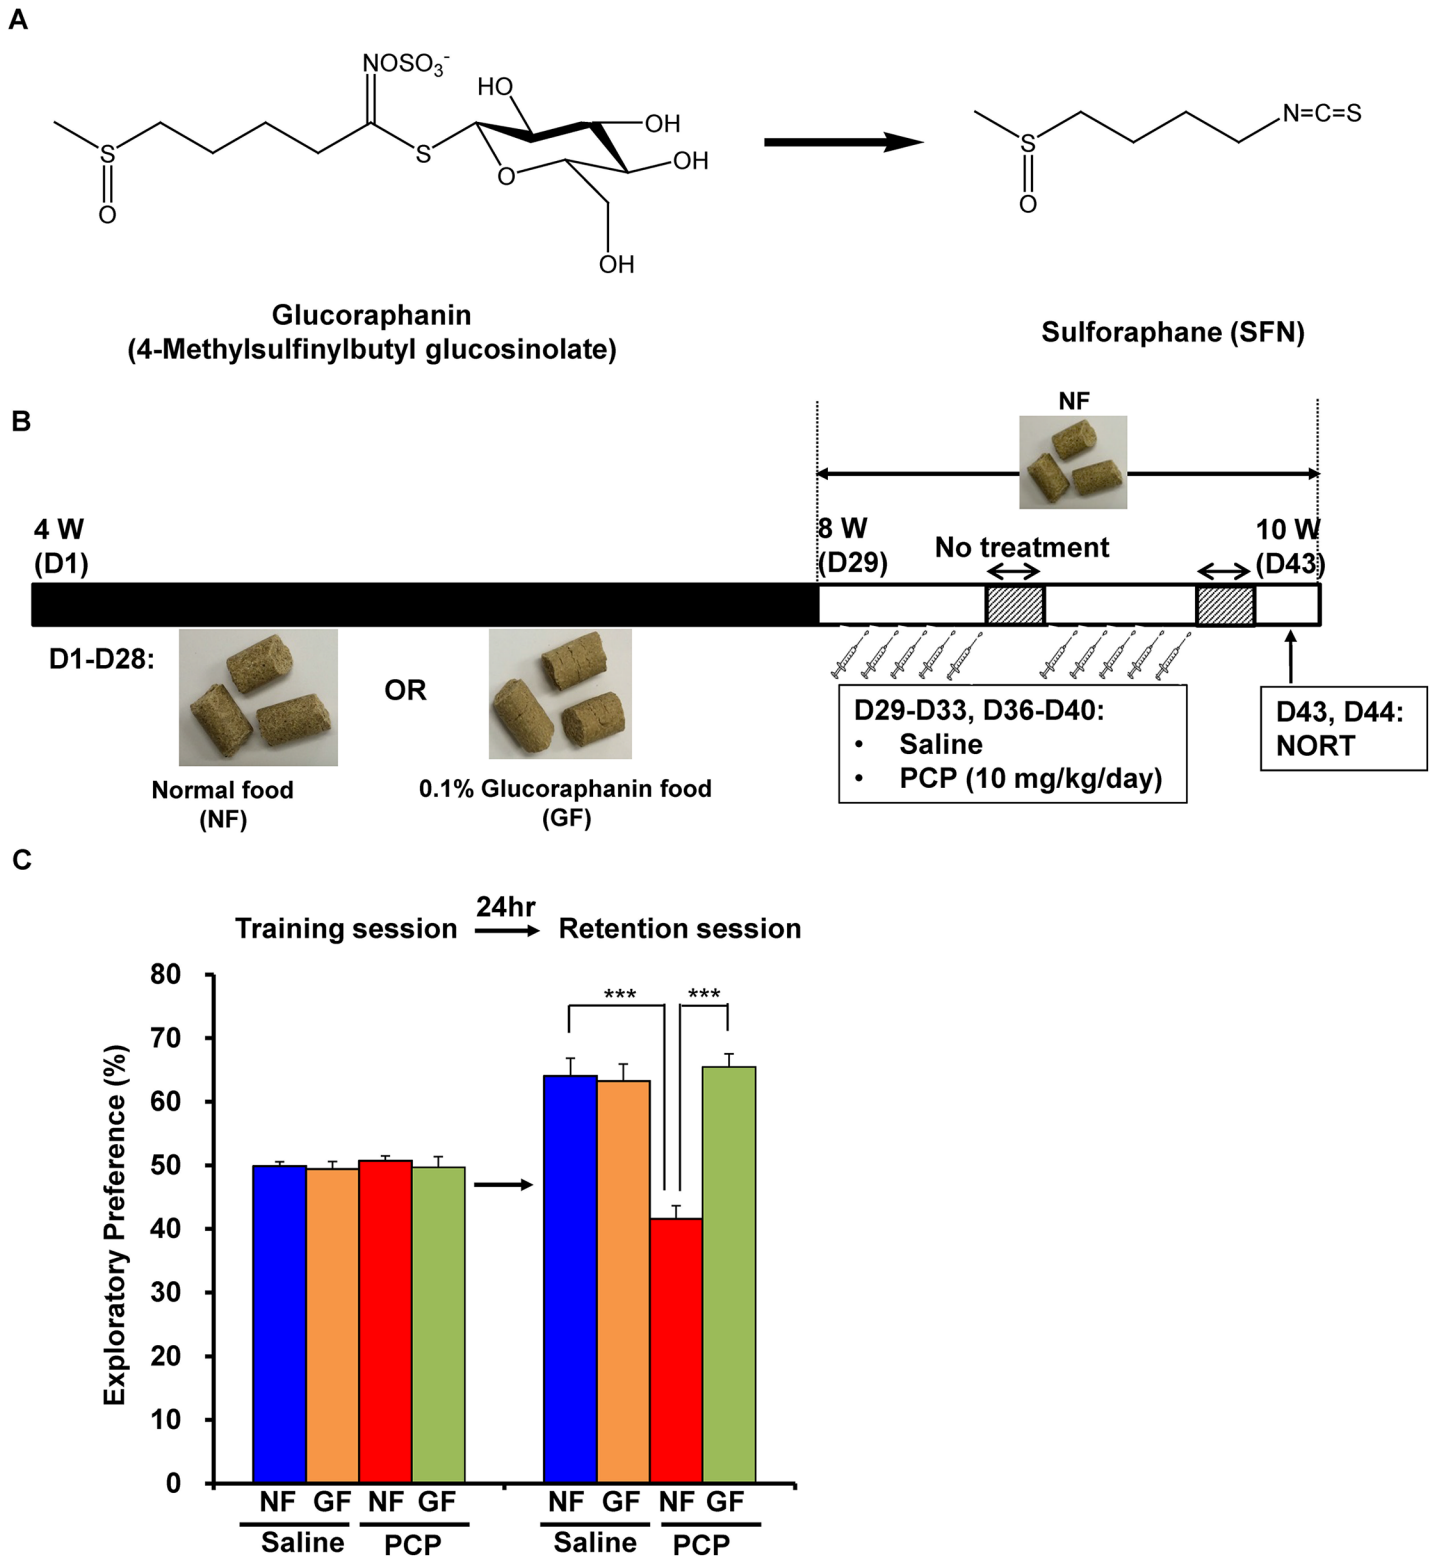 A
NOSO3-
HO
OH
OH
S
S
O
O
OH
N=C=S
S
O
Glucoraphanin
(4-Methylsulfinylbutyl glucosinolate)
Sulforaphane (SFN)
B
NF
4 W
(D1)
8 W
(D29)
No treatment
10 W
(D43)
D1-D28:
OR
Normal food
(NF)
0.1% Glucoraphanin food
(GF)
D29-D33, D36-D40:
• Saline
• PCP (10 mg/kg/day)
D43, D44:
NORT
C
Training session
24hr
Retention session
Exploratory Preference (%)
80
70
60
50
40
30
20
10
0
***
***
NF GF NF GF
Saline PCP
NF GF NF GF
Saline PCP